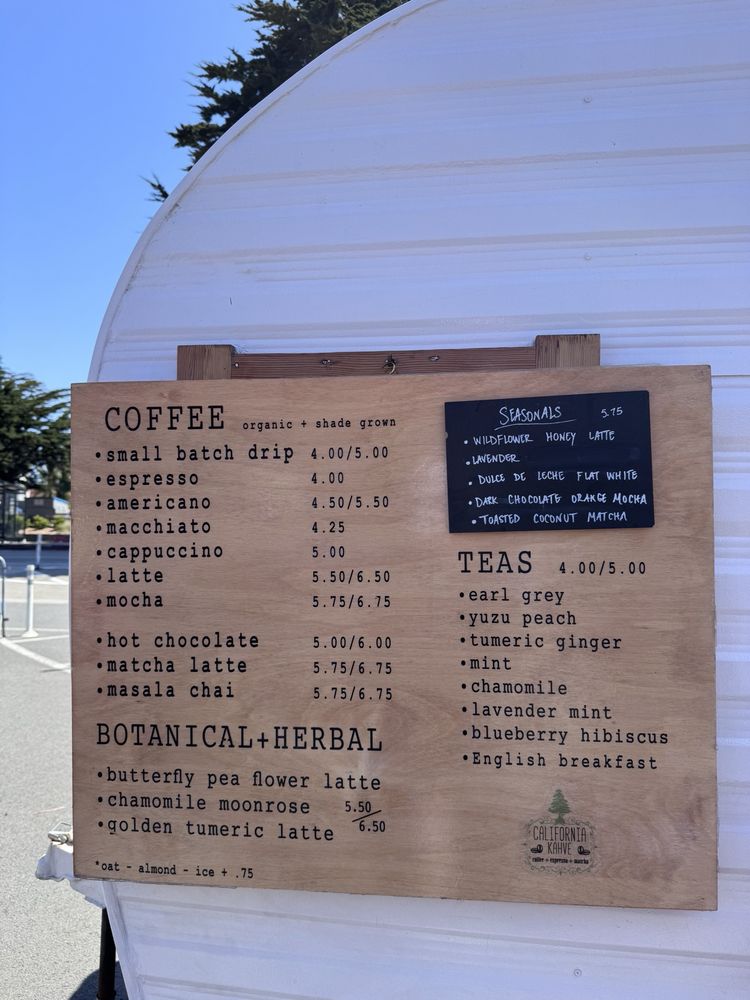 COFFEE organic + shade grown
•small batch drip 4.00/5.00
•espresso 4.00
•americano 4.50/5.50
•macchiato 4.25
•cappuccino 5.00
•latte 5.50/6.50
•mocha 5.75/6.75
•hot chocolate 5.00/6.00
•matcha latte 5.75/6.75
•masala chai 5.75/6.75
BOTANICAL+HERBAL
•butterfly pea flower latte
•chamomile moonrose 5.50/
•golden tumeric latte 6.50
*oat - almond - ice + .75
SEASONALS 5.75
• WILDFLOWER HONEY LATTE
• LAVENDER
• DULCE DE LECHE FLAT WHITE
• DARK CHOCOLATE ORANGE MOCHA
• TOASTED COCONUT MATCHA
TEAS 4.00/5.00
•earl grey
•yuzu peach
•tumeric ginger
•mint
•chamomile
•lavender mint
•blueberry hibiscus
•English breakfast
CALIFORNIA
KAHVE
coffee + espresso + matcha